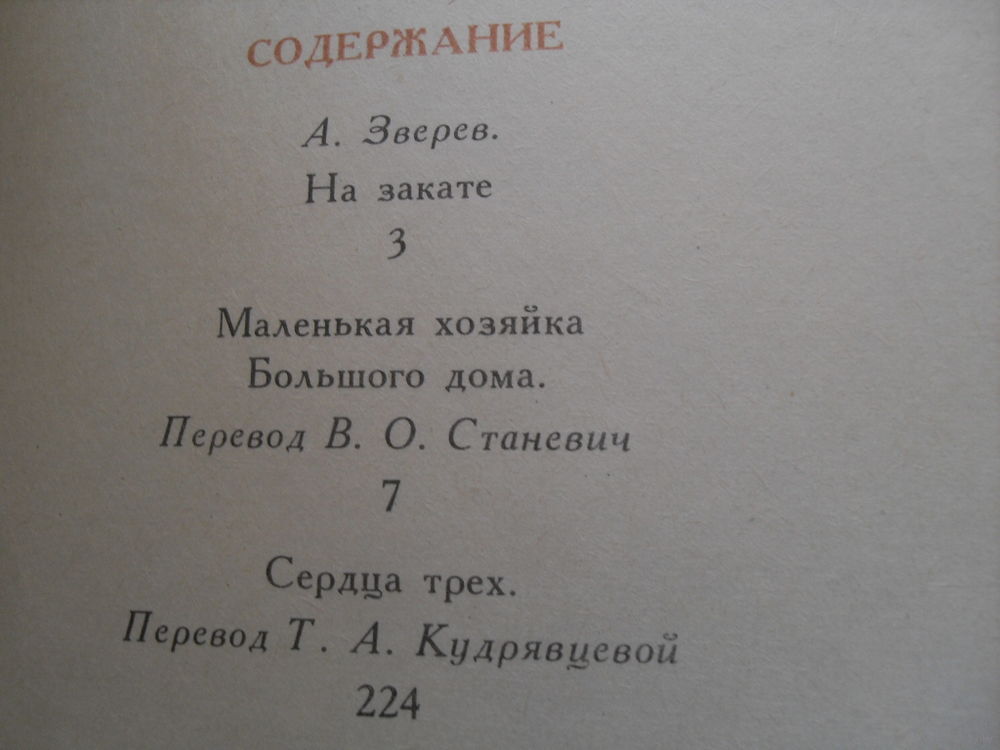 СОДЕРЖАНИЕ
А. Зверев.
На закате
3
Маленькая хозяйка
Большого дома.
Перевод В. О. Станевич
7
Сердца трех.
Перевод Т. А. Кудрявцевой
224